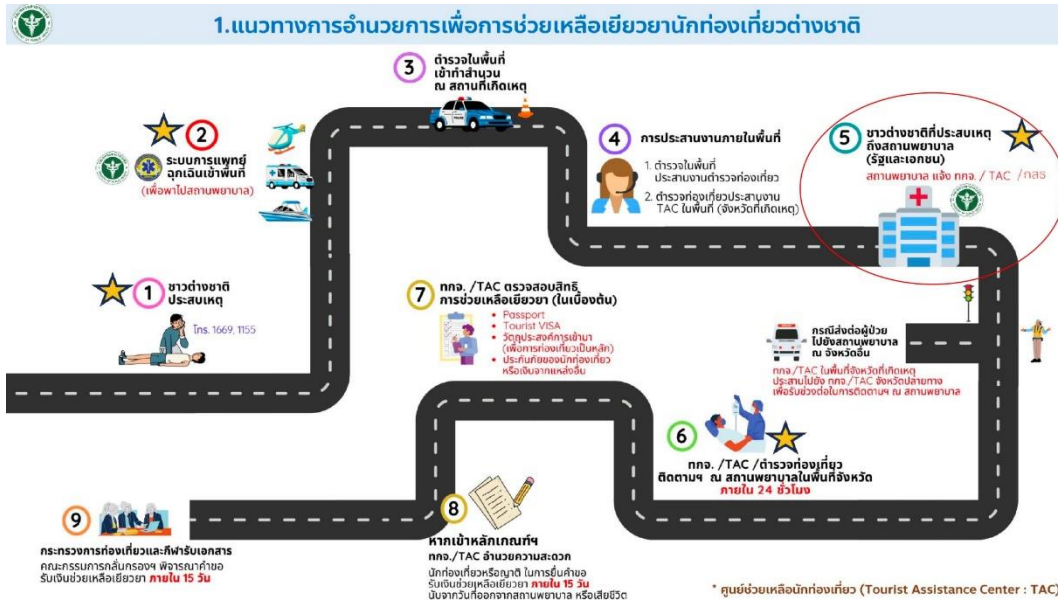 1.แนวทางการอำนวยการเพื่อการช่วยเหลือเยียวยานักท่องเที่ยวต่างชาติ
1
ชาวต่างชาติ
ประสบเหตุ
โทร. 1669, 1155
2
ระบบการแพทย์
ฉุกเฉินเข้าพื้นที่
(เพื่อพาไปสถานพยาบาล)
3
ตำรวจในพื้นที่
เข้าทำสำนวน
ณ สถานที่เกิดเหตุ
4
การประสานงานภายในพื้นที่
1. ตำรวจในพื้นที่
ประสานงานตำรวจท่องเที่ยว
2. ตำรวจท่องเที่ยวประสานงาน
TAC ในพื้นที่ (จังหวัดที่เกิดเหตุ)
5
ชาวต่างชาติที่ประสบเหตุ
ถึงสถานพยาบาล
(รัฐและเอกชน)
สถานพยาบาล แจ้ง ทกจ. / TAC /กสธ
กรณีส่งต่อผู้ป่วย
ไปยังสถานพยาบาล
ณ จังหวัดอื่น
ทกจ./TAC ในพื้นที่จังหวัดที่เกิดเหตุ
ประสานไปยัง ทกจ./TAC จังหวัดปลายทาง
เพื่อรับช่วงต่อในการติดตามฯ ณ สถานพยาบาล
6
ทกจ. /TAC /ตำรวจท่องเที่ยว
ติดตามฯ ณ สถานพยาบาลในพื้นที่จังหวัด
ภายใน 24 ชั่วโมง
7
ทกจ. /TAC ตรวจสอบสิทธิ
การช่วยเหลือเยียวยา (ในเบื้องต้น)
• Passport
• Tourist VISA
• วัตถุประสงค์การเข้ามา
(เพื่อการท่องเที่ยวเป็นหลัก)
• ประกันภัยของนักท่องเที่ยว
หรือเงินจากแหล่งอื่น
8
หากเข้าหลักเกณฑ์ฯ
ทกจ./TAC อำนวยความสะดวก
นักท่องเที่ยวหรือญาติ ในการยื่นคำขอ
รับเงินช่วยเหลือเยียวยา ภายใน 15 วัน
นับจากวันที่ออกจากสถานพยาบาล หรือเสียชีวิต
9
กระทรวงการท่องเที่ยวและกีฬารับเอกสาร
คณะกรรมการกลั่นกรองฯ พิจารณาคำขอ
รับเงินช่วยเหลือเยียวยา ภายใน 15 วัน
* ศูนย์ช่วยเหลือนักท่องเที่ยว (Tourist Assistance Center : TAC)